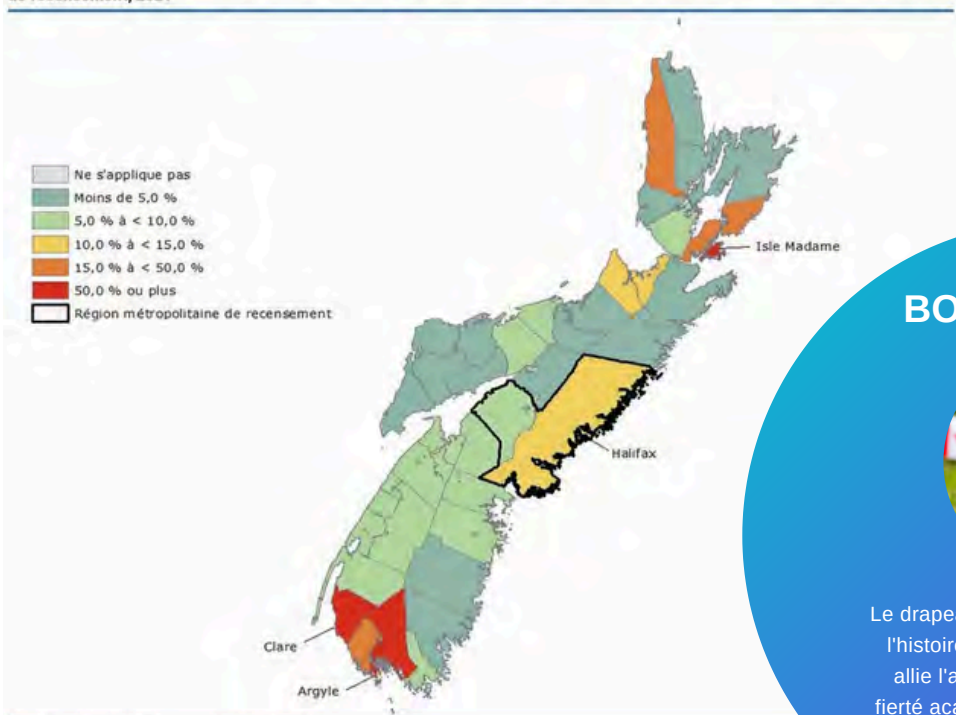 Ne s'applique pas
Moins de 5,0 %
5,0 % à < 10,0 %
10,0 % à < 15,0 %
15,0 % à < 50,0 %
50,0 % ou plus
Région métropolitaine de recensement
Isle Madame
Halifax
Clare
Argyle
BO
Le drape
l'histoir
allie l'a
fierté aca